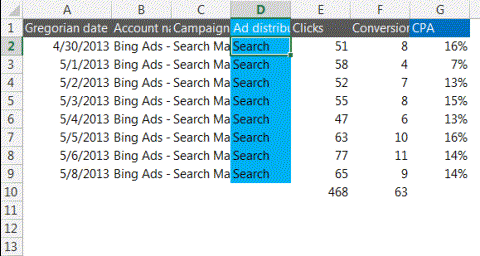 A B C D E F G
1 Gregorian date Account na Campaign Ad distribu Clicks Conversion CPA
2 4/30/2013 Bing Ads - Search Ma Search 51 8 16%
3 5/1/2013 Bing Ads - Search Ma Search 58 4 7%
4 5/2/2013 Bing Ads - Search Ma Search 52 7 13%
5 5/3/2013 Bing Ads - Search Ma Search 55 8 15%
6 5/4/2013 Bing Ads - Search Ma Search 47 6 13%
7 5/5/2013 Bing Ads - Search Ma Search 63 10 16%
8 5/6/2013 Bing Ads - Search Ma Search 77 11 14%
9 5/8/2013 Bing Ads - Search Ma Search 65 9 14%
10 468 63
11
12
13